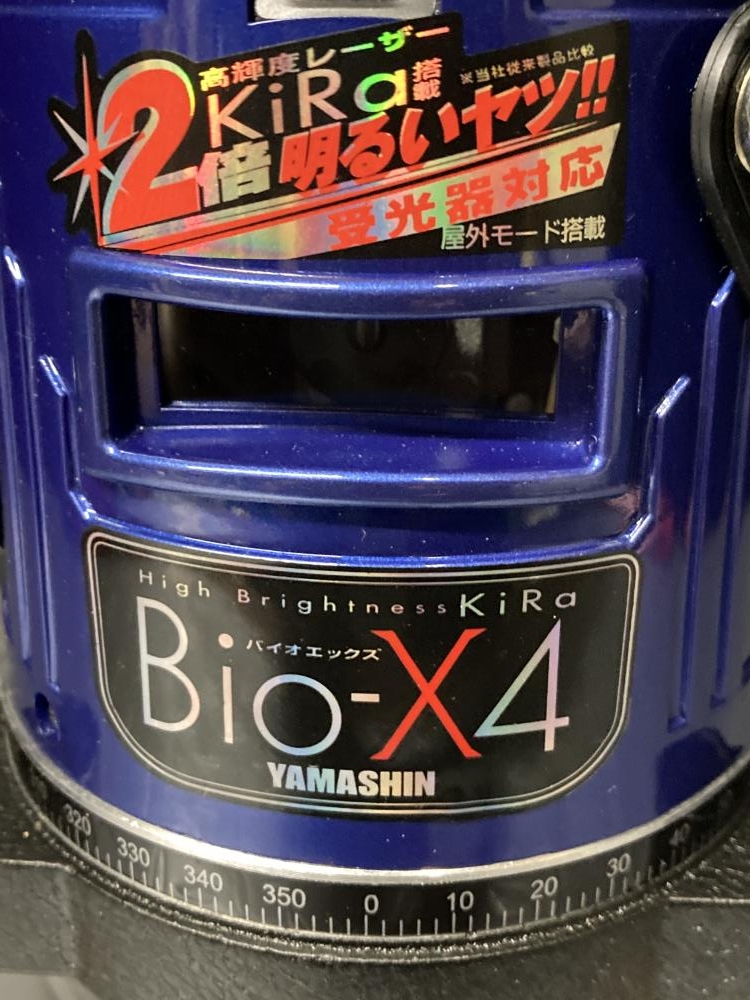 高輝度レーザー
KiRa搭載
※当社従来製品比較
2倍明るいヤツ!!
受光器対応
屋外モード搭載
High Brightness KiRa
バイオエックス
Bio-X4
YAMASHIN
320 330 340 350 0 10 20 30 40